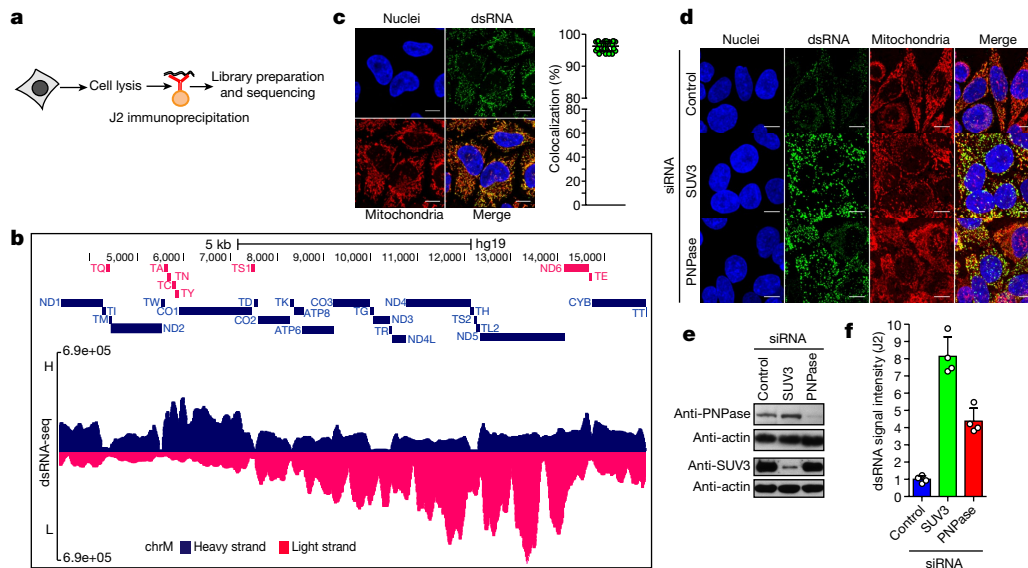 a
Cell lysis
Library preparation
and sequencing
J2 immunoprecipitation
b
5 kb
hg19
5,000
6,000
7,000
8,000
9,000
10,000
11,000
12,000
13,000
14,000
15,000
TQ
TA
TN
TC
TY
TS1
ND6
TE
ND1
TI
TM
ND2
TW
CO1
TD
CO2
TK
ATP8
ATP6
CO3
TG
ND3
TR
ND4L
ND4
TH
TS2
TL2
ND5
CYB
TT
6.9e+05
H
dsRNA-seq
L
6.9e+05
chrM
Heavy strand
Light strand
c
Nuclei
dsRNA
Mitochondria
Merge
Colocalization (%)
100
90
80
80
70
60
40
20
0
d
Nuclei
dsRNA
Mitochondria
Merge
siRNA
Control
SUV3
PNPase
e
siRNA
Control
SUV3
PNPase
Anti-PNPase
Anti-actin
Anti-SUV3
Anti-actin
f
dsRNA signal intensity (J2)
10
9
8
7
6
5
4
3
2
1
0
Control
SUV3
PNPase
siRNA